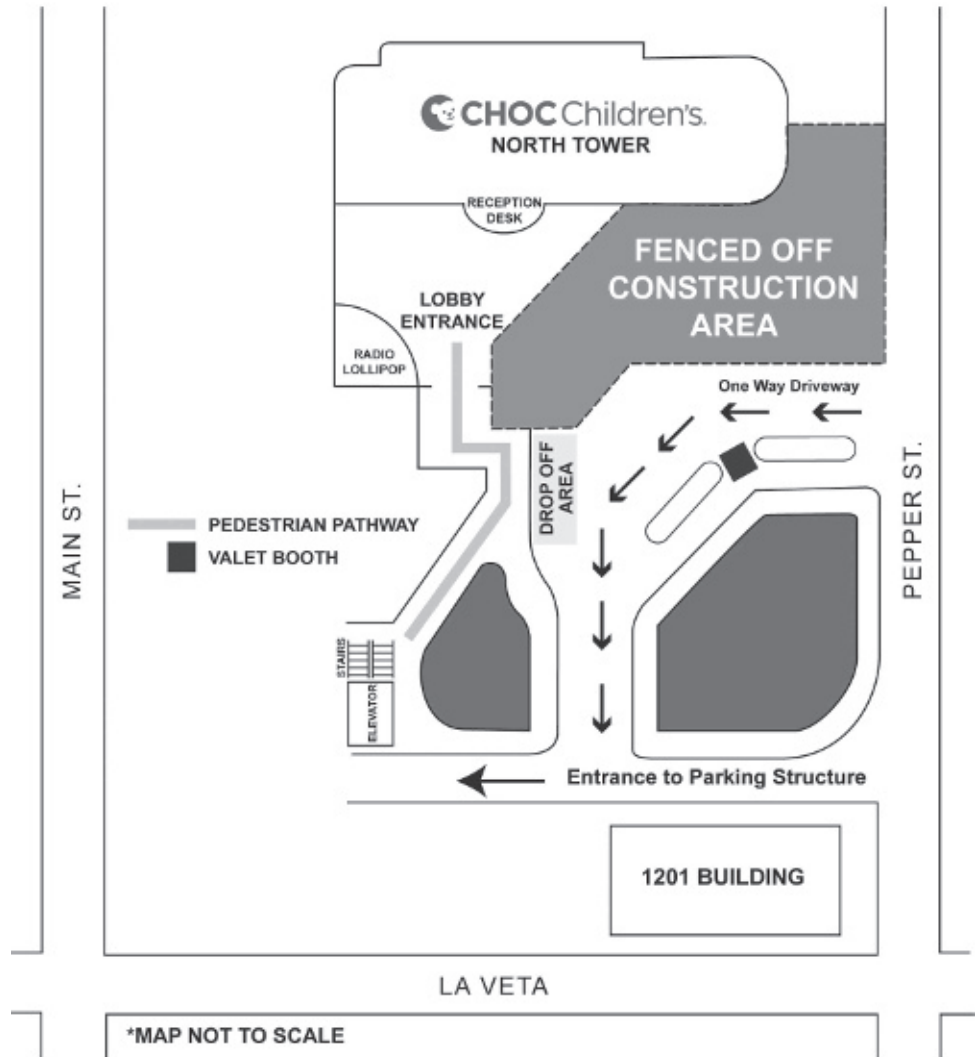 CHOC Children's.
NORTH TOWER
RECEPTION
DESK
FENCED OFF
CONSTRUCTION
AREA
LOBBY
ENTRANCE
RADIO
LOLLIPOP
One Way Driveway
DROP OFF
AREA
MAIN ST.
PEPPER ST.
PEDESTRIAN PATHWAY
VALET BOOTH
STAIRS
ELEVATOR
Entrance to Parking Structure
1201 BUILDING
LA VETA
*MAP NOT TO SCALE